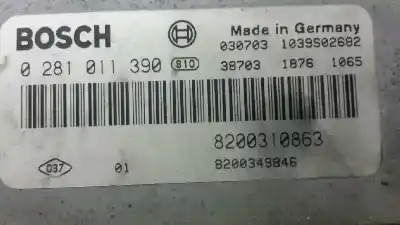 BOSCH
Made in Germany
030703 1039S02682
0 281 011 390 810
38703 1876 1065
8200310863
037 01 8200349846